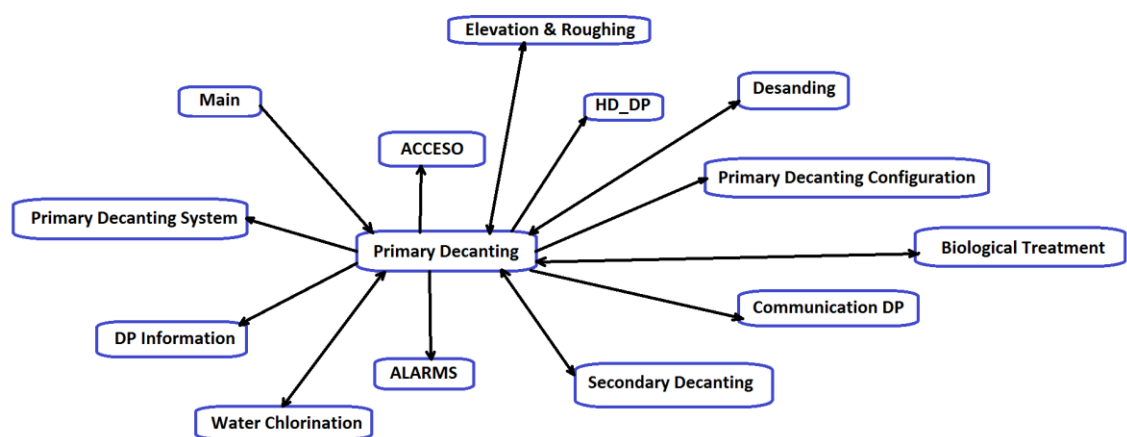 Elevation & Roughing
Main
HD_DP
Desanding
ACCESO
Primary Decanting Configuration
Primary Decanting System
Primary Decanting
Biological Treatment
Communication DP
DP Information
ALARMS
Secondary Decanting
Water Chlorination